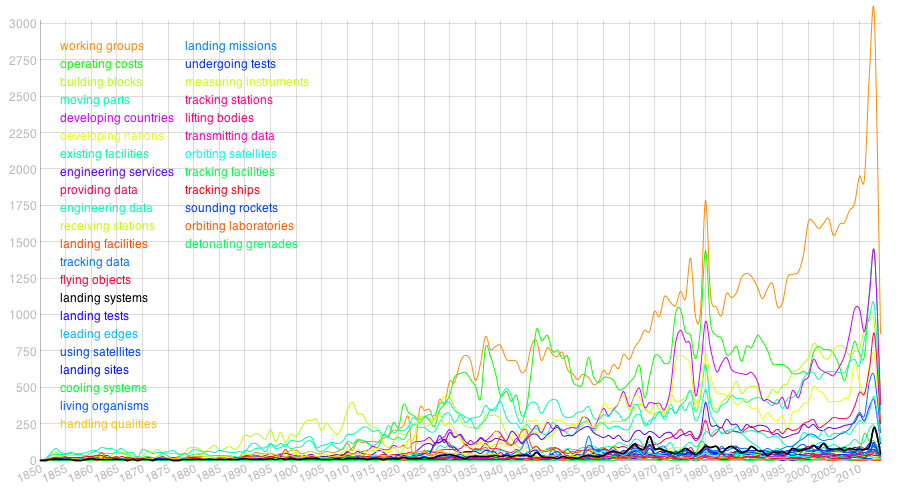 3000
2750
2500
2250
2000
1750
1500
1250
1000
750
500
250
0
working groups
operating costs
building blocks
moving parts
developing countries
developing nations
existing facilities
engineering services
providing data
engineering data
receiving stations
landing facilities
tracking data
flying objects
landing systems
landing tests
leading edges
using satellites
landing sites
cooling systems
living organisms
handling qualities
landing missions
undergoing tests
measuring instruments
tracking stations
lifting bodies
transmitting data
orbiting satellites
tracking facilities
tracking ships
sounding rockets
orbiting laboratories
detonating grenades
1850 1855 1860 1865 1870 1875 1880 1885 1890 1895 1900 1905 1910 1915 1920 1925 1930 1935 1940 1945 1950 1955 1960 1965 1970 1975 1980 1985 1990 1995 2000 2005 2010